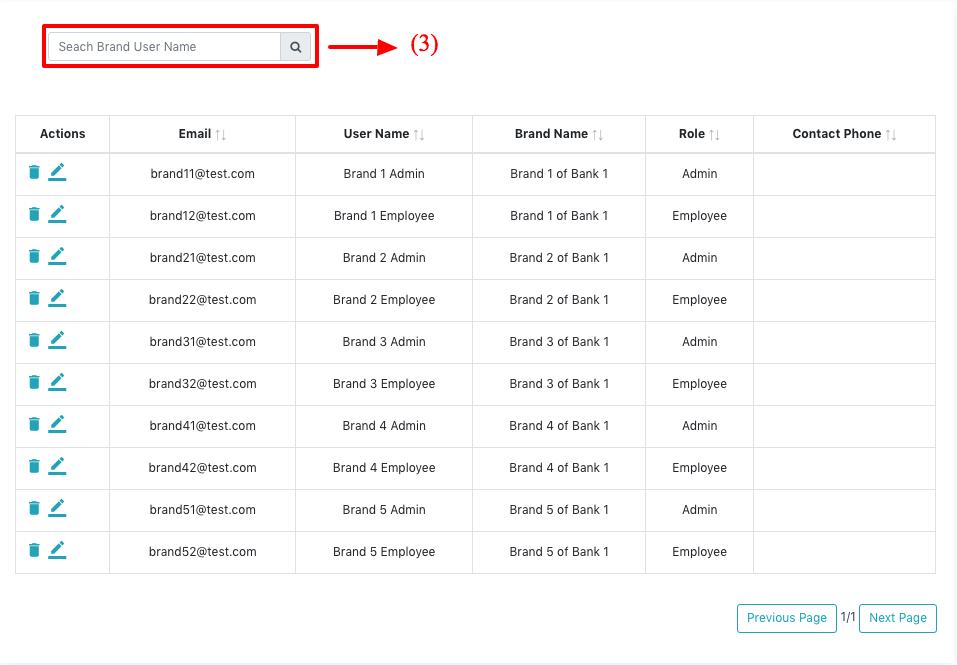 Seach Brand User Name
(3)
Actions Email User Name Brand Name Role Contact Phone
brand11@test.com Brand 1 Admin Brand 1 of Bank 1 Admin
brand12@test.com Brand 1 Employee Brand 1 of Bank 1 Employee
brand21@test.com Brand 2 Admin Brand 2 of Bank 1 Admin
brand22@test.com Brand 2 Employee Brand 2 of Bank 1 Employee
brand31@test.com Brand 3 Admin Brand 3 of Bank 1 Admin
brand32@test.com Brand 3 Employee Brand 3 of Bank 1 Employee
brand41@test.com Brand 4 Admin Brand 4 of Bank 1 Admin
brand42@test.com Brand 4 Employee Brand 4 of Bank 1 Employee
brand51@test.com Brand 5 Admin Brand 5 of Bank 1 Admin
brand52@test.com Brand 5 Employee Brand 5 of Bank 1 Employee
Previous Page 1/1 Next Page